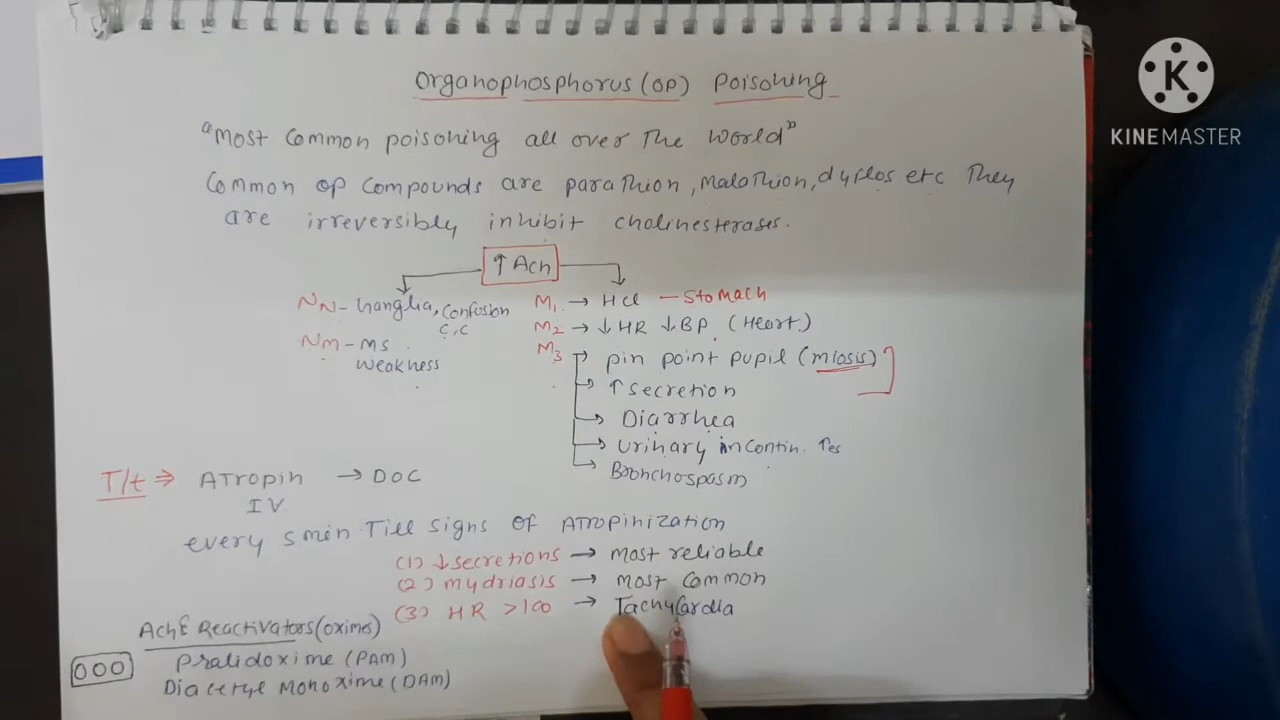 Organophosphorus (OP) Poisoning
"Most Common poisoning all over The World"
Common OP Compounds are parathion, Malathion, dyflos etc They
are irreversibly inhibit cholinesterases.
↑ Ach
NN - Ganglia, Confusion
C, C
NM - MS
Weakness
M1 → HCl - Stomach
M2 → ↓ HR ↓ BP (Heart)
M3 → pin point pupil (miosis)
→ ↑ Secretion
→ Diarrhea
→ Urinary incontin. ↑es
→ Bronchospasm
T/t ⇒ ATropin → DOC
IV
every 5 min Till Signs of ATropinization
(1) ↓ Secretions → most reliable
(2) mydriasis → most Common
(3) HR >100 → Tachycardia
AchE Reactivators (oximes)
Pralidoxime (PAM)
000
Diacetyl Monoxime (DAM)
K
KINEMASTER